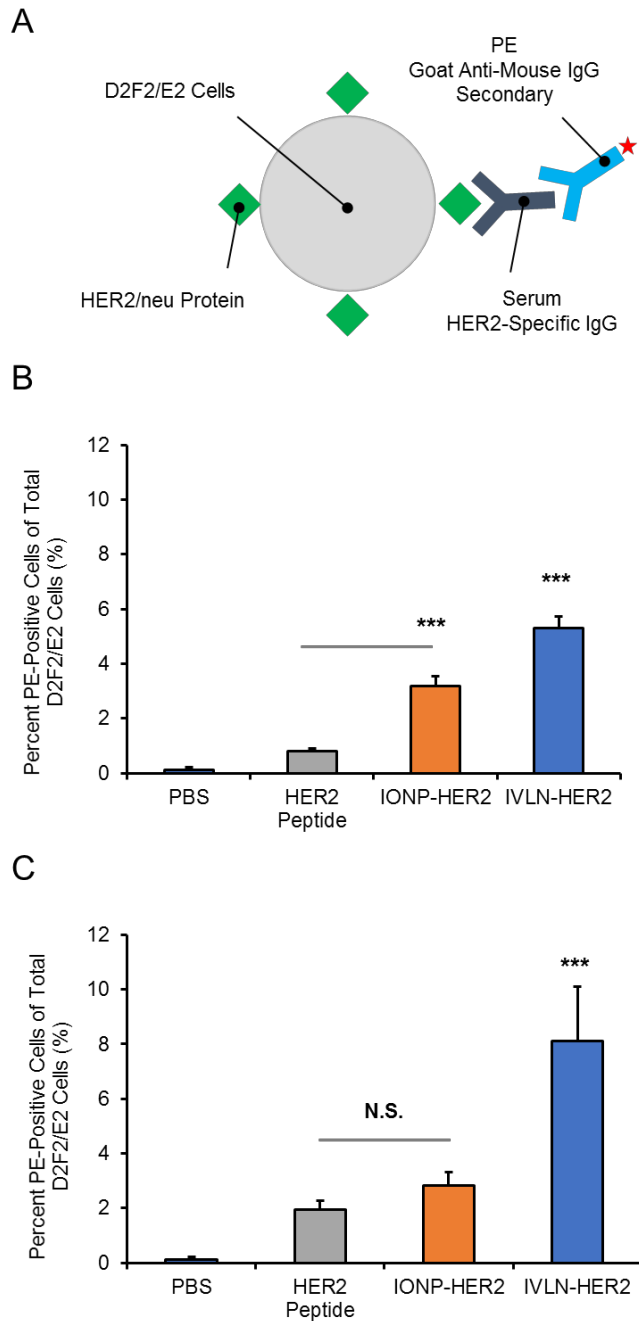 A
PE
Goat Anti-Mouse IgG
Secondary
D2F2/E2 Cells
HER2/neu Protein
Serum
HER2-Specific IgG
B
Percent PE-Positive Cells of Total
D2F2/E2 Cells (%)
12
10
8
6
4
2
0
***
***
PBS
HER2
Peptide
IONP-HER2
IVLN-HER2
C
Percent PE-Positive Cells of Total
D2F2/E2 Cells (%)
12
10
8
6
4
2
0
N.S.
***
PBS
HER2
Peptide
IONP-HER2
IVLN-HER2